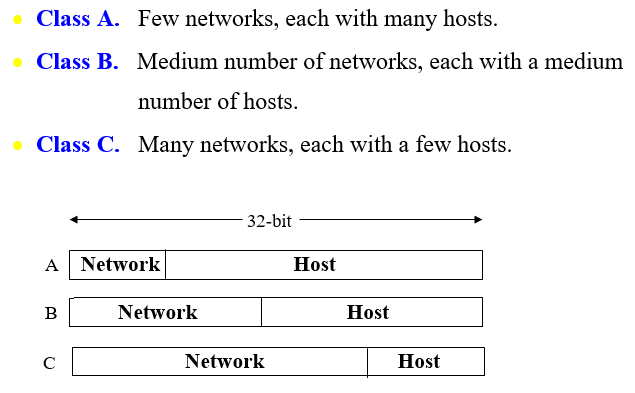 Class A. Few networks, each with many hosts.
Class B. Medium number of networks, each with a medium
number of hosts.
Class C. Many networks, each with a few hosts.
32-bit
A Network Host
B Network Host
C Network Host